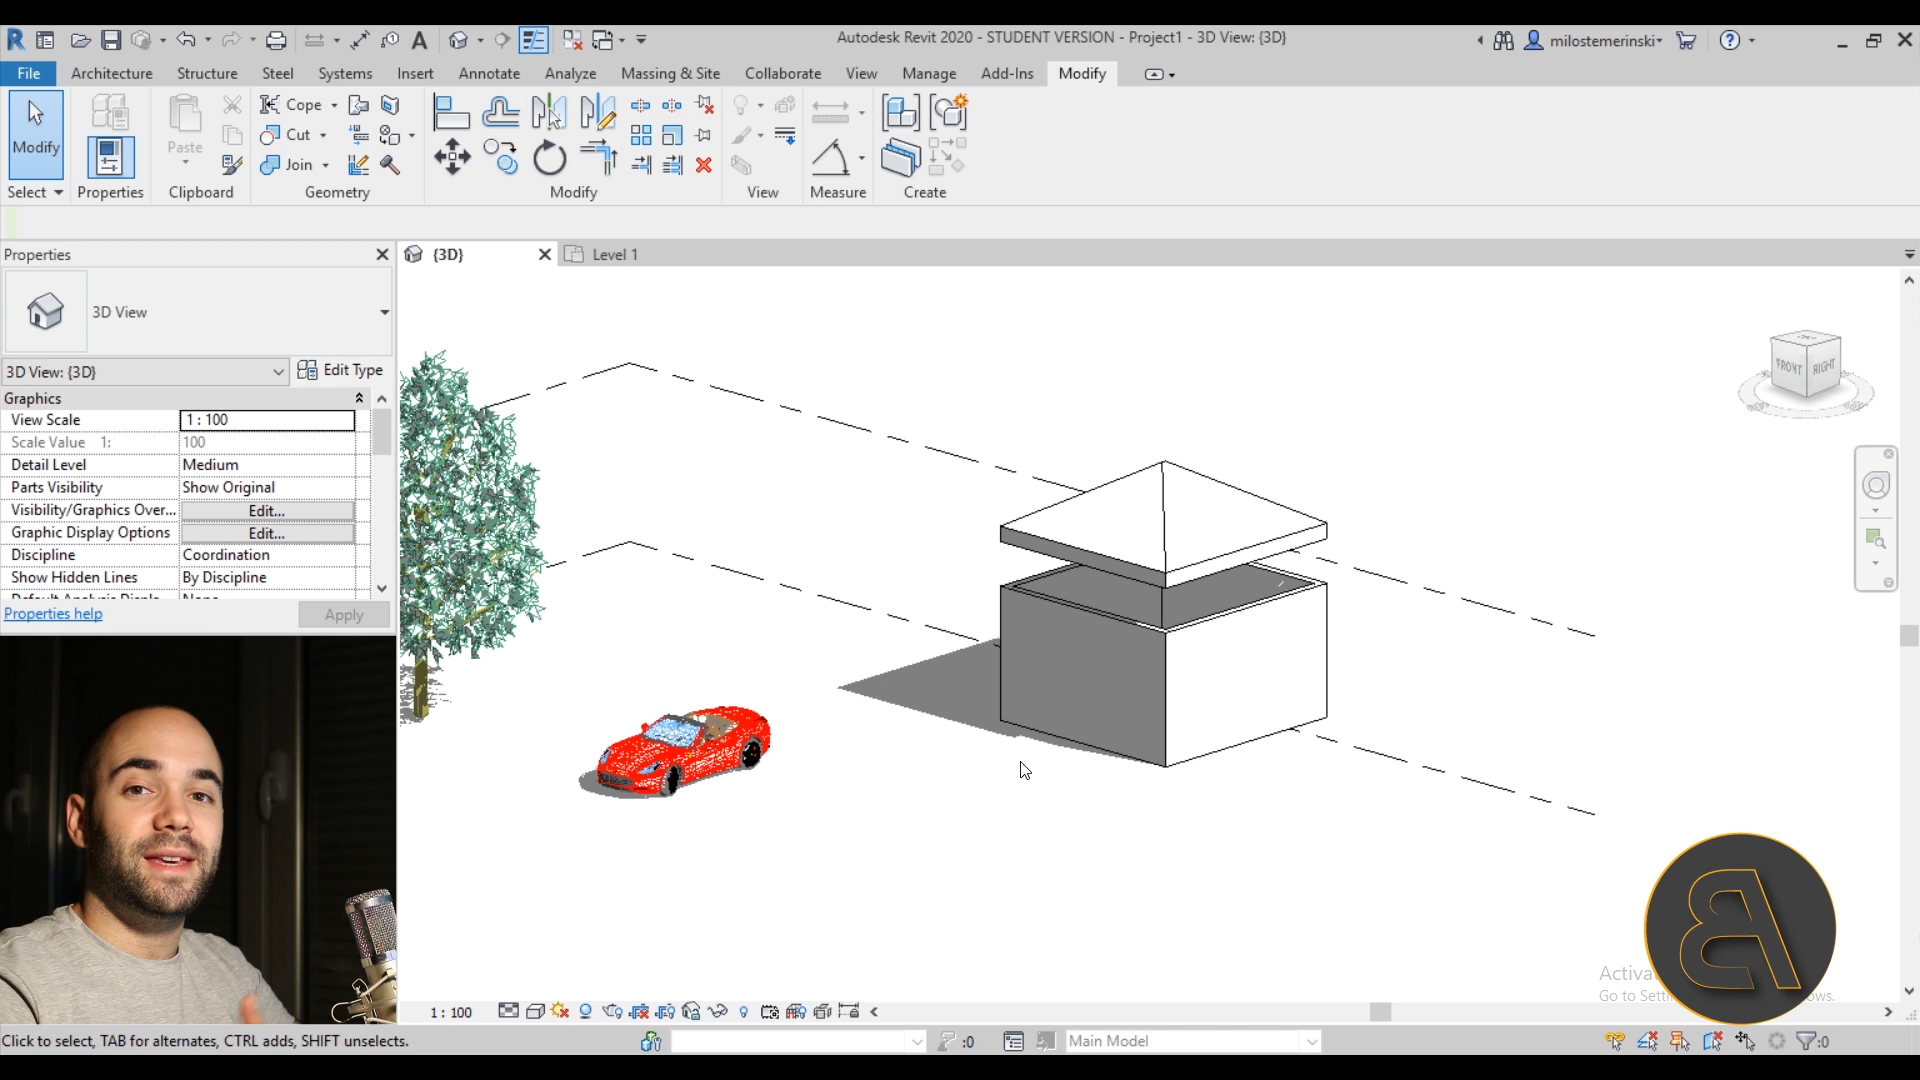 Autodesk Revit 2020 - STUDENT VERSION - Project1 - 3D View: {3D}
milostemerinski
File
Architecture
Structure
Steel
Systems
Insert
Annotate
Analyze
Massing & Site
Collaborate
View
Manage
Add-Ins
Modify
Modify
Paste
Cope
Cut
Join
Select
Properties
Clipboard
Geometry
Modify
View
Measure
Create
Properties
{3D}
Level 1
3D View
3D View: {3D}
Edit Type
Graphics
View Scale
1 : 100
Scale Value 1:
100
Detail Level
Medium
Parts Visibility
Show Original
Visibility/Graphics Over...
Edit...
Graphic Display Options
Edit...
Discipline
Coordination
Show Hidden Lines
By Discipline
Properties help
Apply
FRONT
RIGHT
1 : 100
Click to select, TAB for alternates, CTRL adds, SHIFT unselects.
:0
Main Model
:0